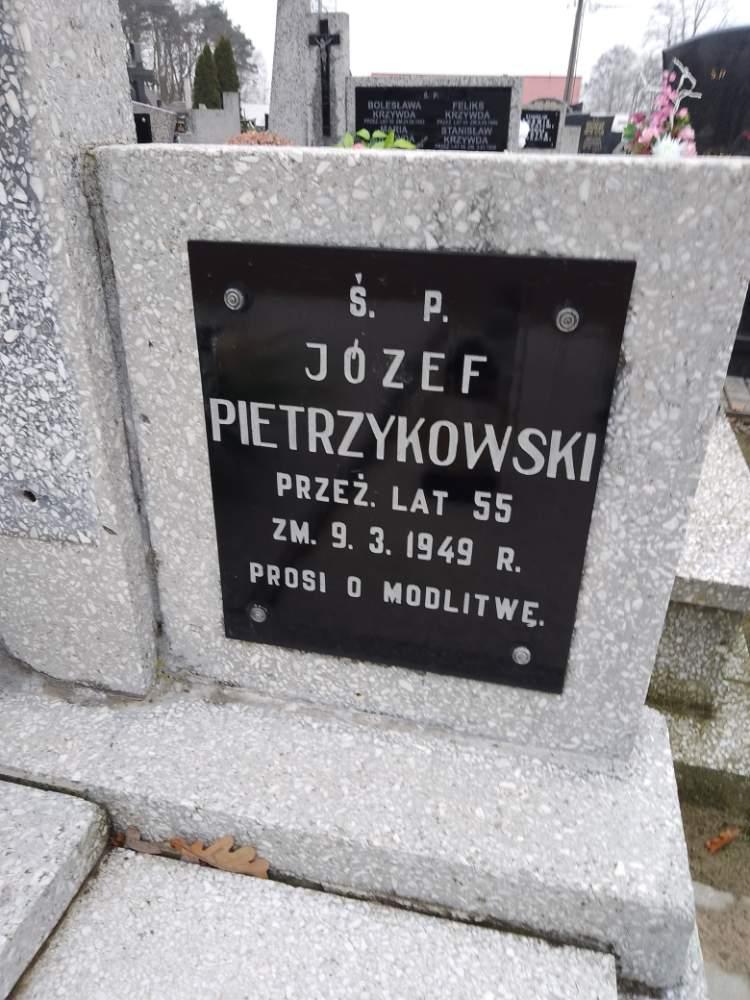 Ś. P.
BOLESŁAWA
KRZYWDA
FELIKS
KRZYWDA
STANISŁAW
KRZYWDA
Ś. P.
JÓZEF
PIETRZYKOWSKI
PRZEŻ. LAT 55
ZM. 9. 3. 1949 R.
PROSI O MODLITWĘ.